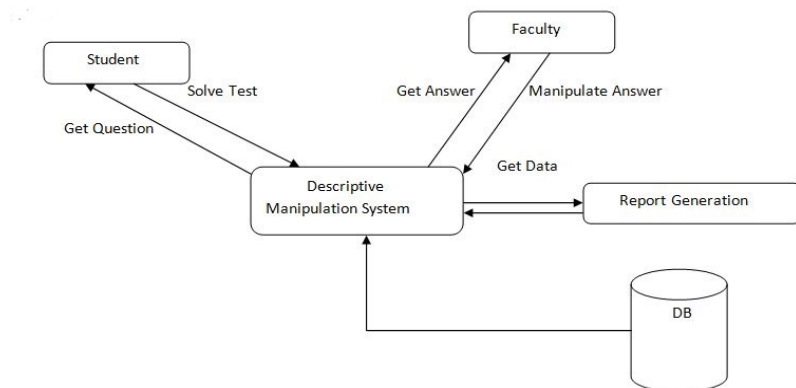 Faculty
Student
Solve Test
Get Answer
Manipulate Answer
Get Question
Get Data
Descriptive
Manipulation System
Report Generation
DB